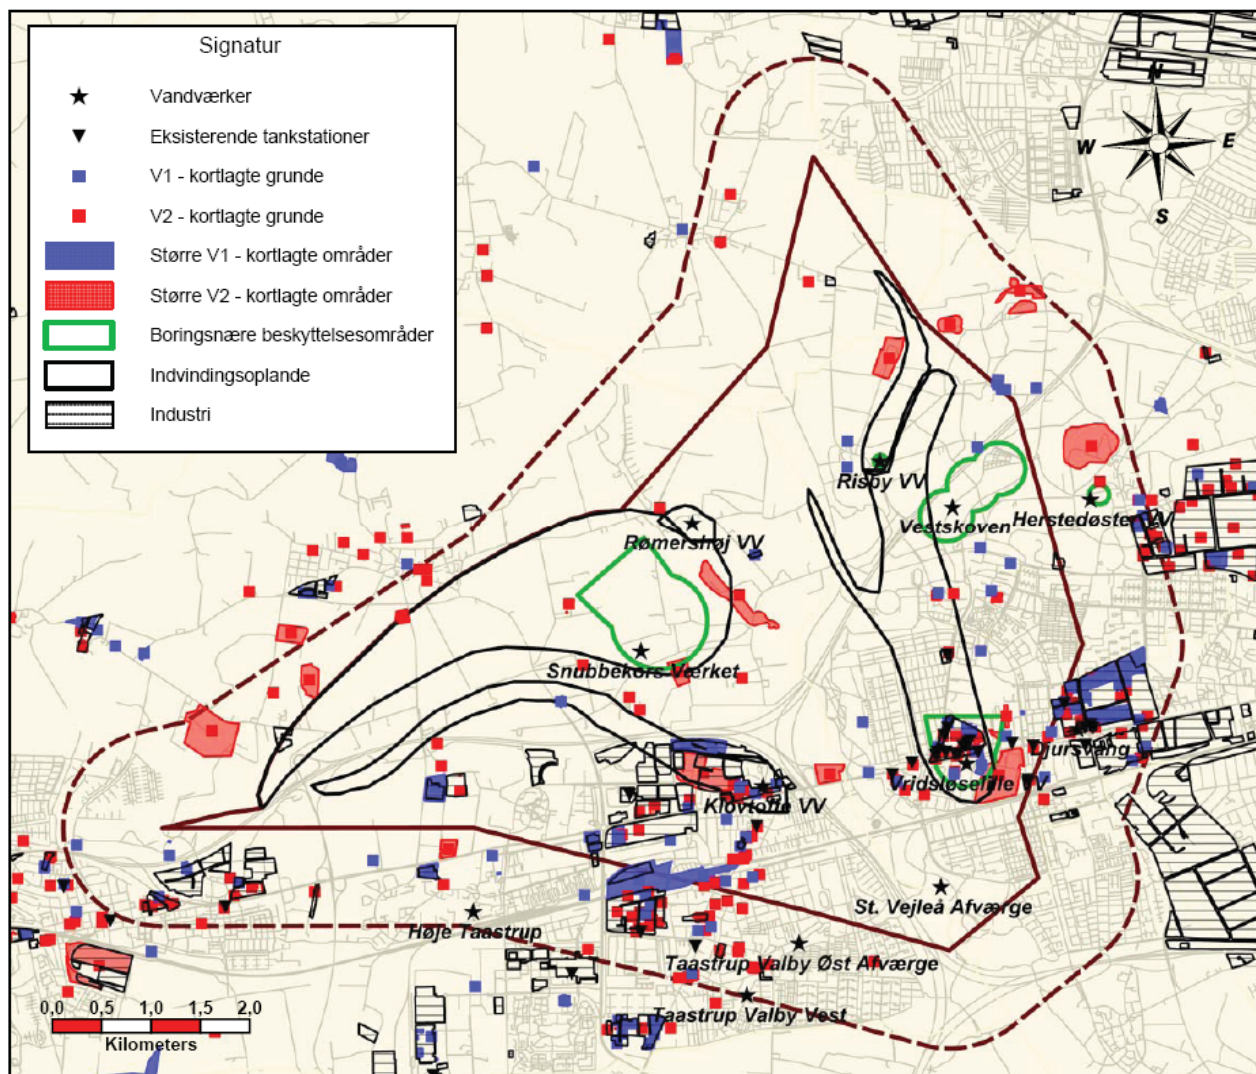 Signatur
Vandværker
Eksisterende tankstationer
V1 - kortlagte grunde
V2 - kortlagte grunde
Større V1 - kortlagte områder
Større V2 - kortlagte områder
Boringsnære beskyttelsesområder
Indvindingsoplande
Industri
N
W
E
S
Risby VV
Vestskoven
Herstedøster VV
Rømershøj VV
Snubbekors Værket
Ejursvang
Vridsløselille VV
Klovtofte VV
St. Vejleå Afværge
Høje Taastrup
Taastrup Valby Øst Afværge
Taastrup Valby Vest
0,0 0,5 1,0 1,5 2,0
Kilometers